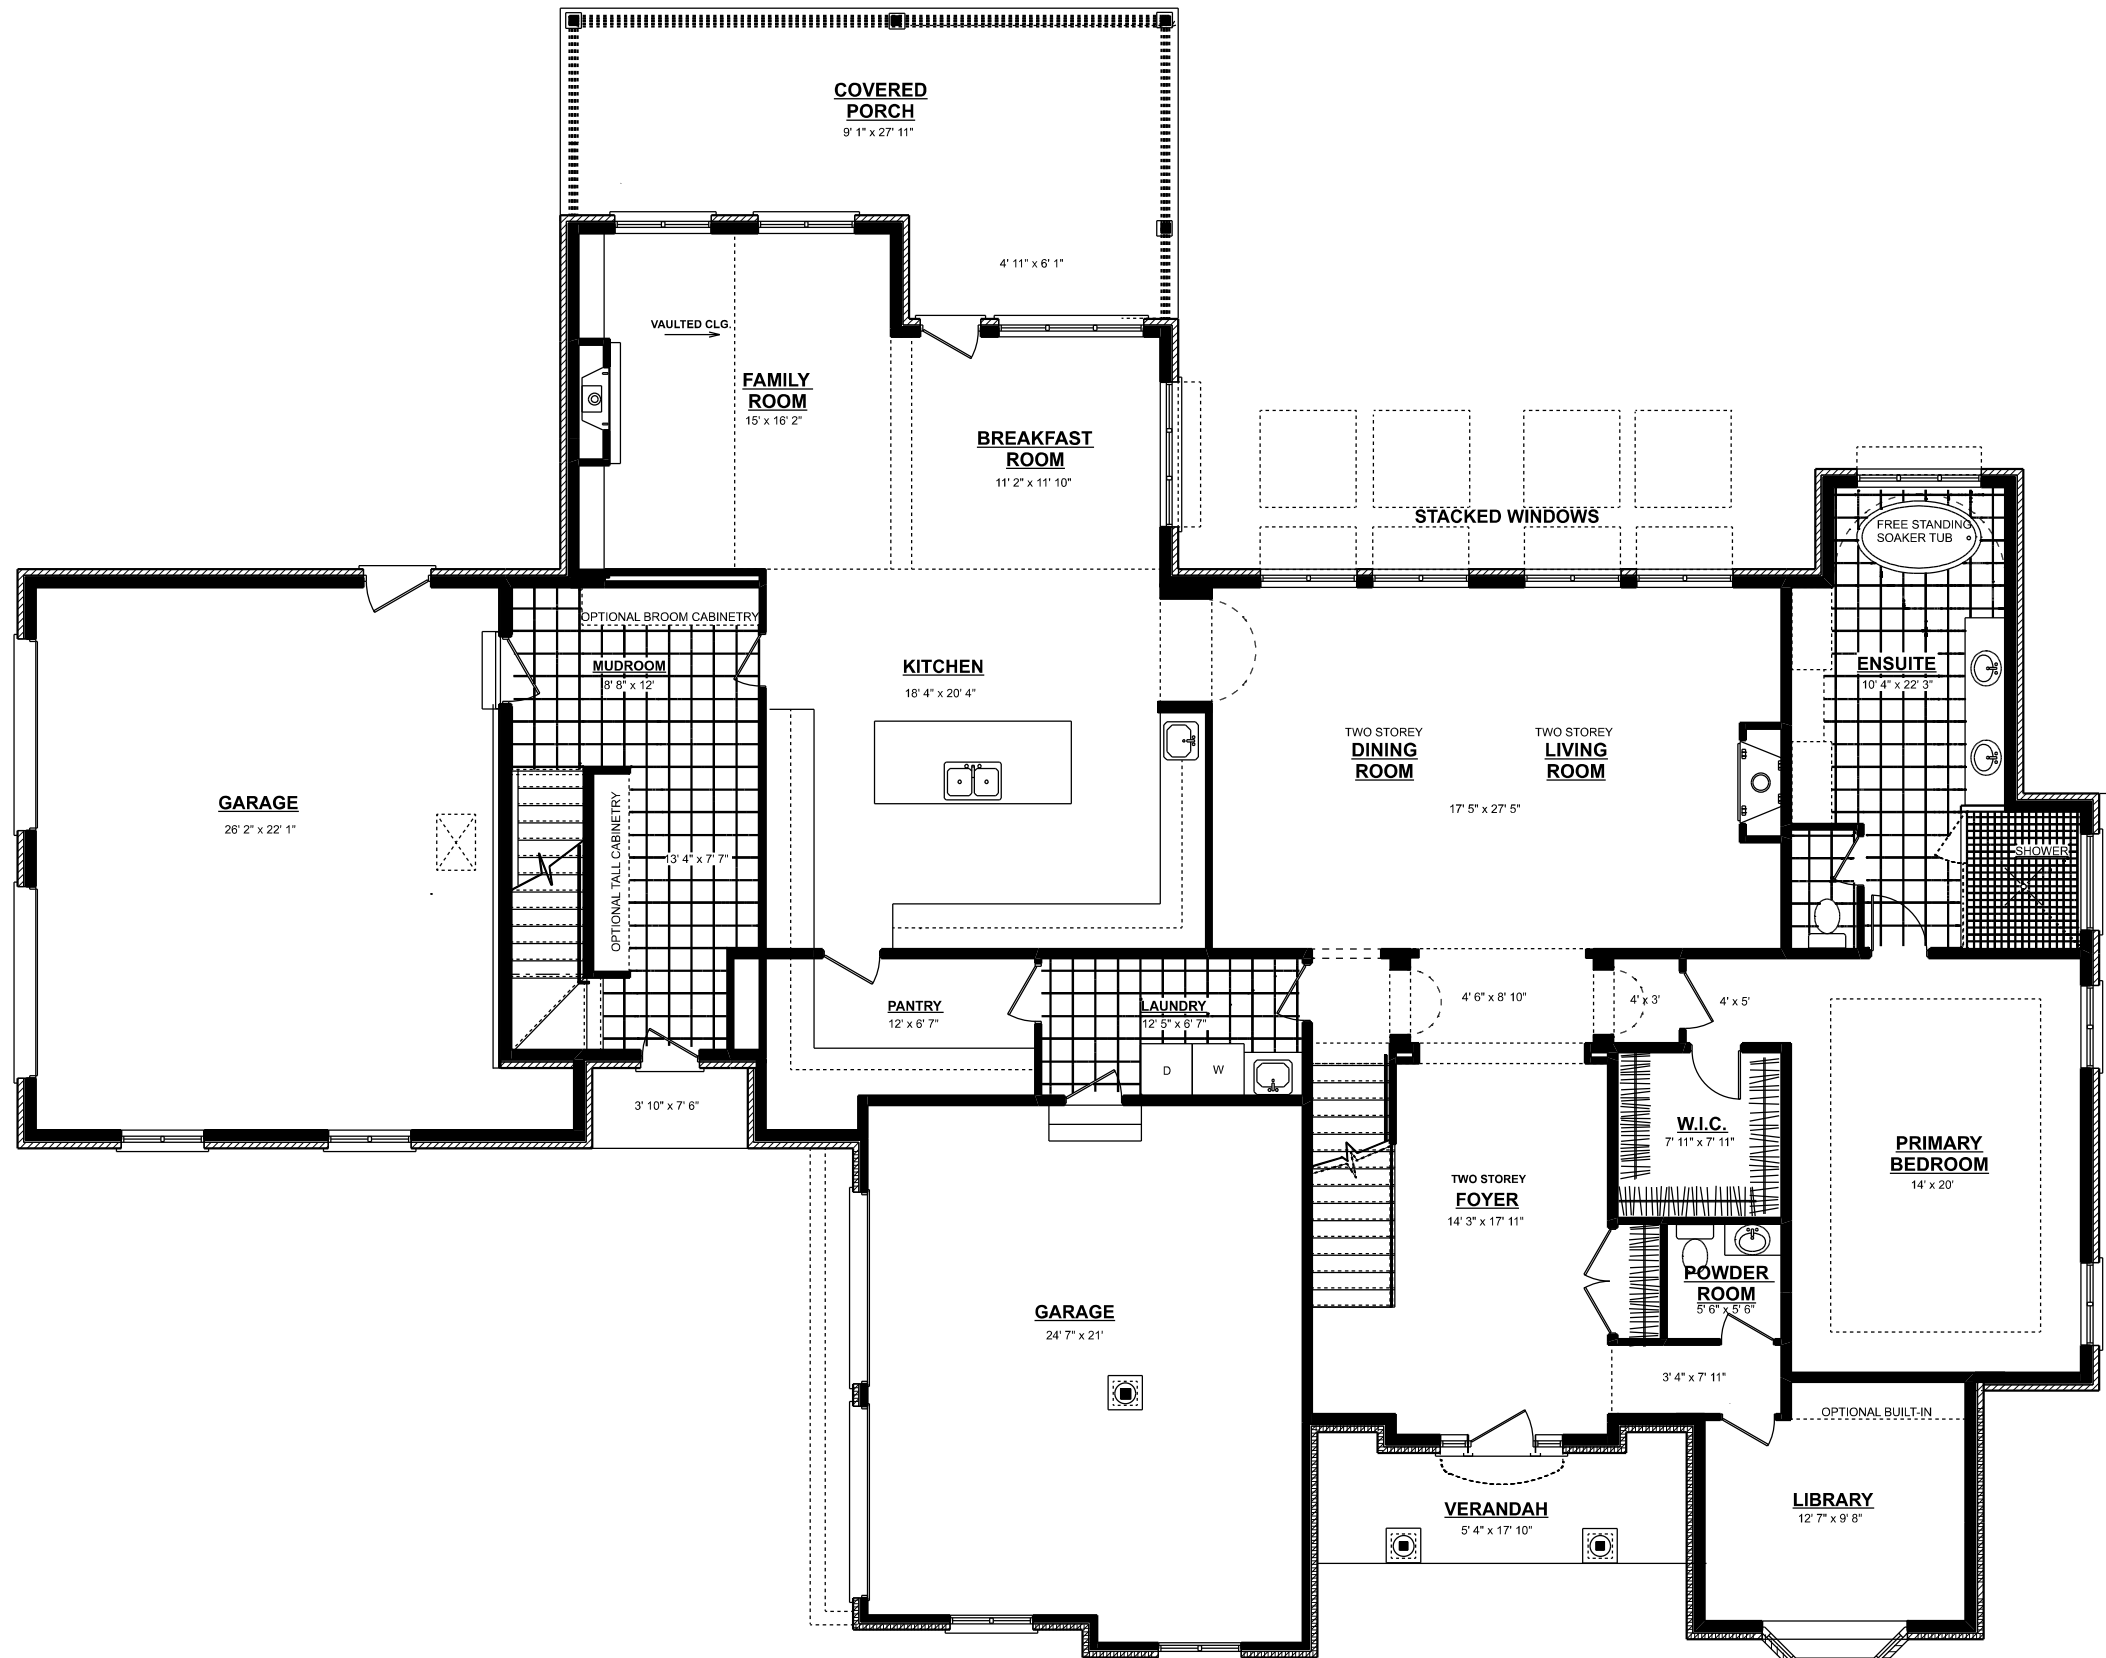 COVERED
PORCH
9' 1" x 27' 11"
4' 11" x 6' 1"
VAULTED CLG.
FAMILY
ROOM
15' x 16' 2"
BREAKFAST
ROOM
11' 2" x 11' 10"
STACKED WINDOWS
FREE STANDING
SOAKER TUB
OPTIONAL BROOM CABINETRY
MUDROOM
8' 8" x 12'
KITCHEN
18' 4" x 20' 4"
ENSUITE
10' 4" x 22' 3"
TWO STOREY
DINING
ROOM
TWO STOREY
LIVING
ROOM
17' 5" x 27' 5"
GARAGE
26' 2" x 22' 1"
OPTIONAL TALL CABINETRY
13' 4" x 7' 7"
SHOWER
PANTRY
12' x 6' 7"
LAUNDRY
12' 5" x 6' 7"
D
W
4' 6" x 8' 10"
4' x 3'
4' x 5'
3' 10" x 7' 6"
W.I.C.
7' 11" x 7' 11"
PRIMARY
BEDROOM
14' x 20'
TWO STOREY
FOYER
14' 3" x 17' 11"
POWDER
ROOM
5' 6" x 5' 6"
GARAGE
24' 7" x 21'
3' 4" x 7' 11"
OPTIONAL BUILT-IN
VERANDAH
5' 4" x 17' 10"
LIBRARY
12' 7" x 9' 8"